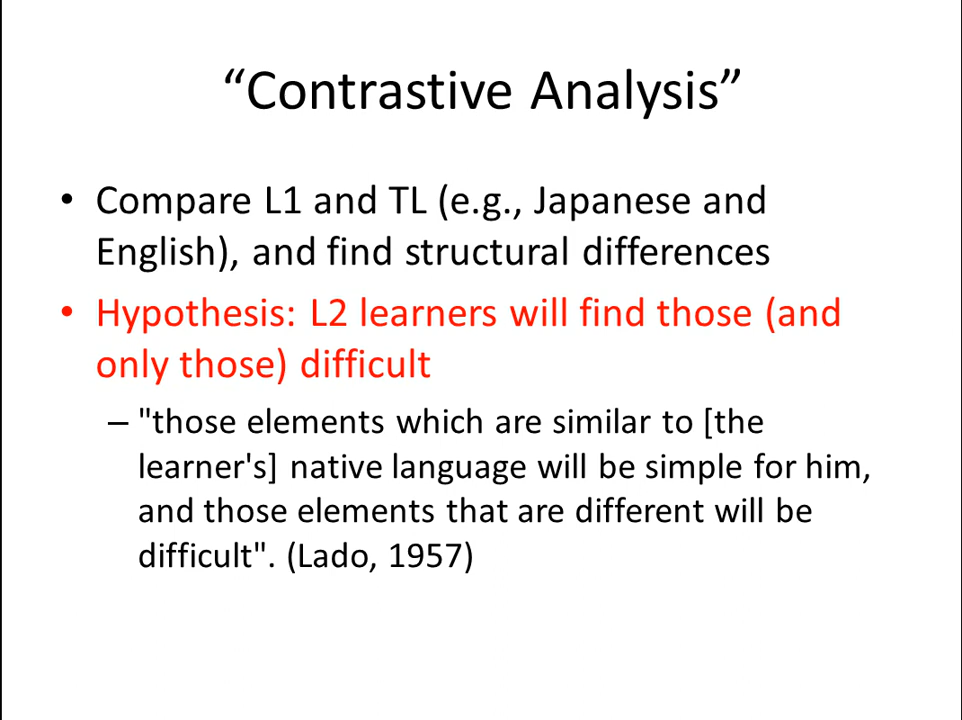 “Contrastive Analysis”
• Compare L1 and TL (e.g., Japanese and
English), and find structural differences
• Hypothesis: L2 learners will find those (and
only those) difficult
– "those elements which are similar to [the
learner's] native language will be simple for him,
and those elements that are different will be
difficult". (Lado, 1957)